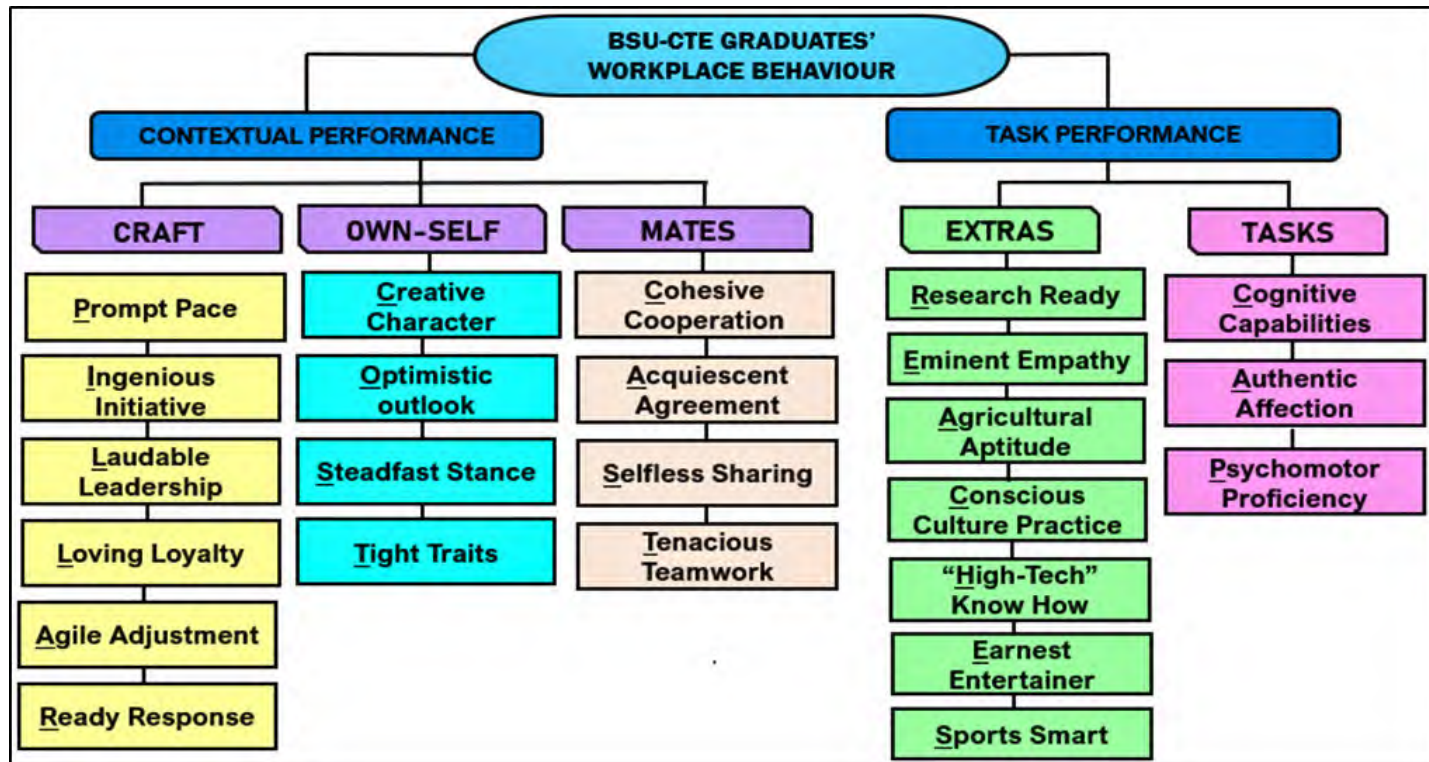 BSU-CTE GRADUATES'
WORKPLACE BEHAVIOUR
CONTEXTUAL PERFORMANCE
TASK PERFORMANCE
CRAFT
OWN-SELF
MATES
EXTRAS
TASKS
Prompt Pace
Ingenious
Initiative
Laudable
Leadership
Loving Loyalty
Agile Adjustment
Ready Response
Creative
Character
Optimistic
outlook
Steadfast Stance
Tight Traits
Cohesive
Cooperation
Acquiescent
Agreement
Selfless Sharing
Tenacious
Teamwork
Research Ready
Eminent Empathy
Agricultural
Aptitude
Conscious
Culture Practice
“High-Tech”
Know How
Earnest
Entertainer
Sports Smart
Cognitive
Capabilities
Authentic
Affection
Psychomotor
Proficiency